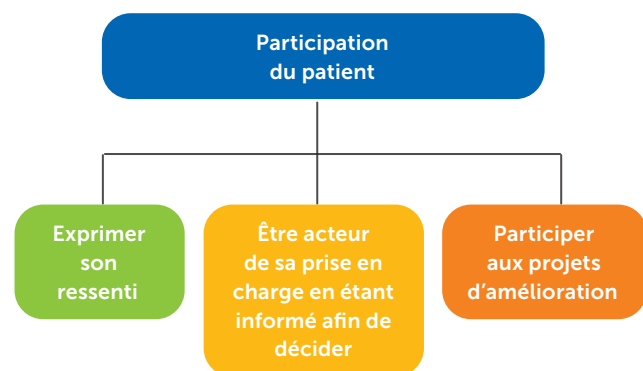 Participation
du patient
Exprimer
son
ressenti
Être acteur
de sa prise en
charge en étant
informé afin de
décider
Participer
aux projets
d’amélioration